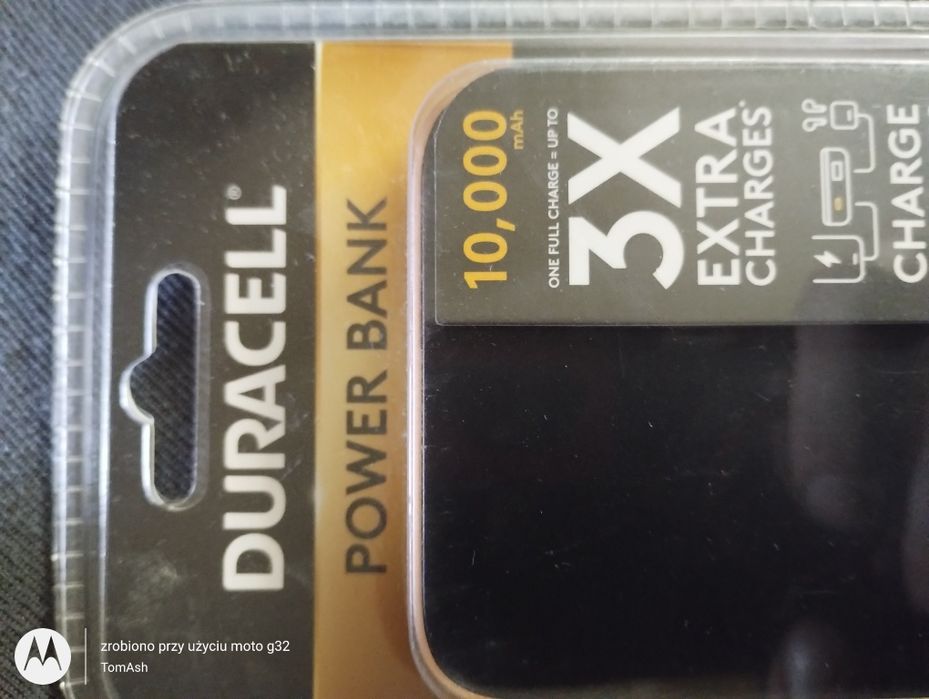 DURACELL®
POWER BANK
10,000
mAh
ONE FULL CHARGE = UP TO
3X
EXTRA
CHARGES*
CHARGE
zrobiono przy użyciu moto g32
TomAsh